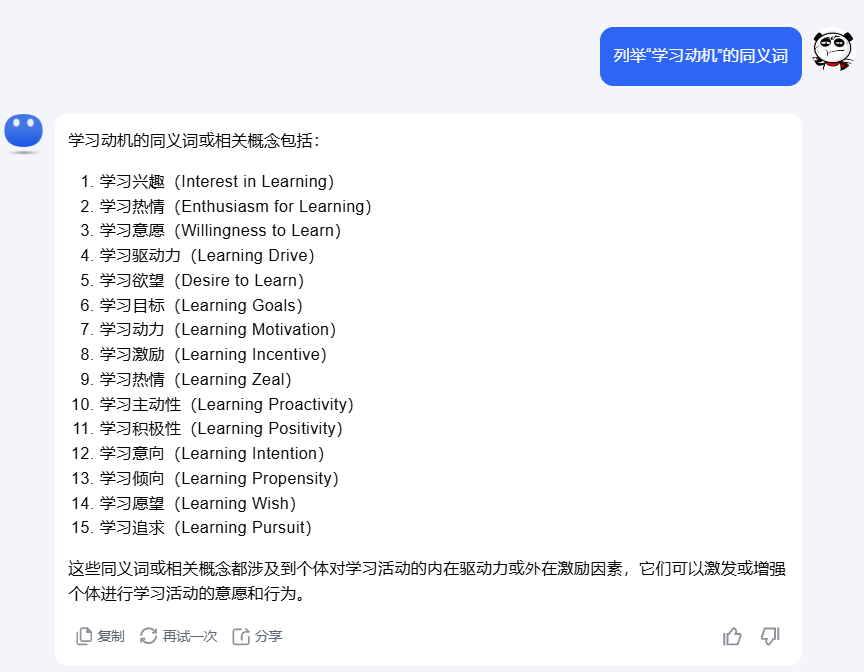 列举“学习动机”的同义词
学习动机的同义词或相关概念包括：
1. 学习兴趣（Interest in Learning）
2. 学习热情（Enthusiasm for Learning）
3. 学习意愿（Willingness to Learn）
4. 学习驱动力（Learning Drive）
5. 学习欲望（Desire to Learn）
6. 学习目标（Learning Goals）
7. 学习动力（Learning Motivation）
8. 学习激励（Learning Incentive）
9. 学习热情（Learning Zeal）
10. 学习主动性（Learning Proactivity）
11. 学习积极性（Learning Positivity）
12. 学习意向（Learning Intention）
13. 学习倾向（Learning Propensity）
14. 学习愿望（Learning Wish）
15. 学习追求（Learning Pursuit）
这些同义词或相关概念都涉及到个体对学习活动的内在驱动力或外在激励因素，它们可以激发或增强
个体进行学习活动的意愿和行为。
复制 再试一次 分享